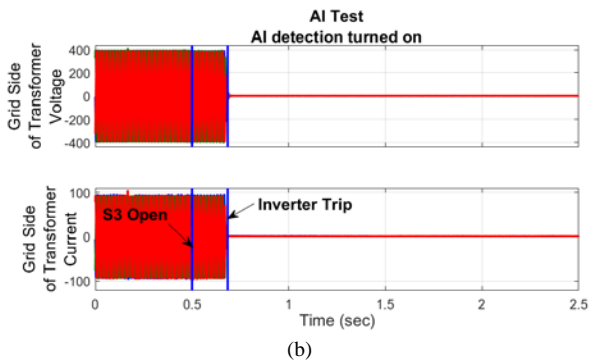 AI Test
AI detection turned on
Grid Side
of Transformer
Voltage
400
200
0
-200
-400
Grid Side
of Transformer
Current
100
0
-100
S3 Open
Inverter Trip
0
0.5
1
1.5
2
2.5
Time (sec)
(b)